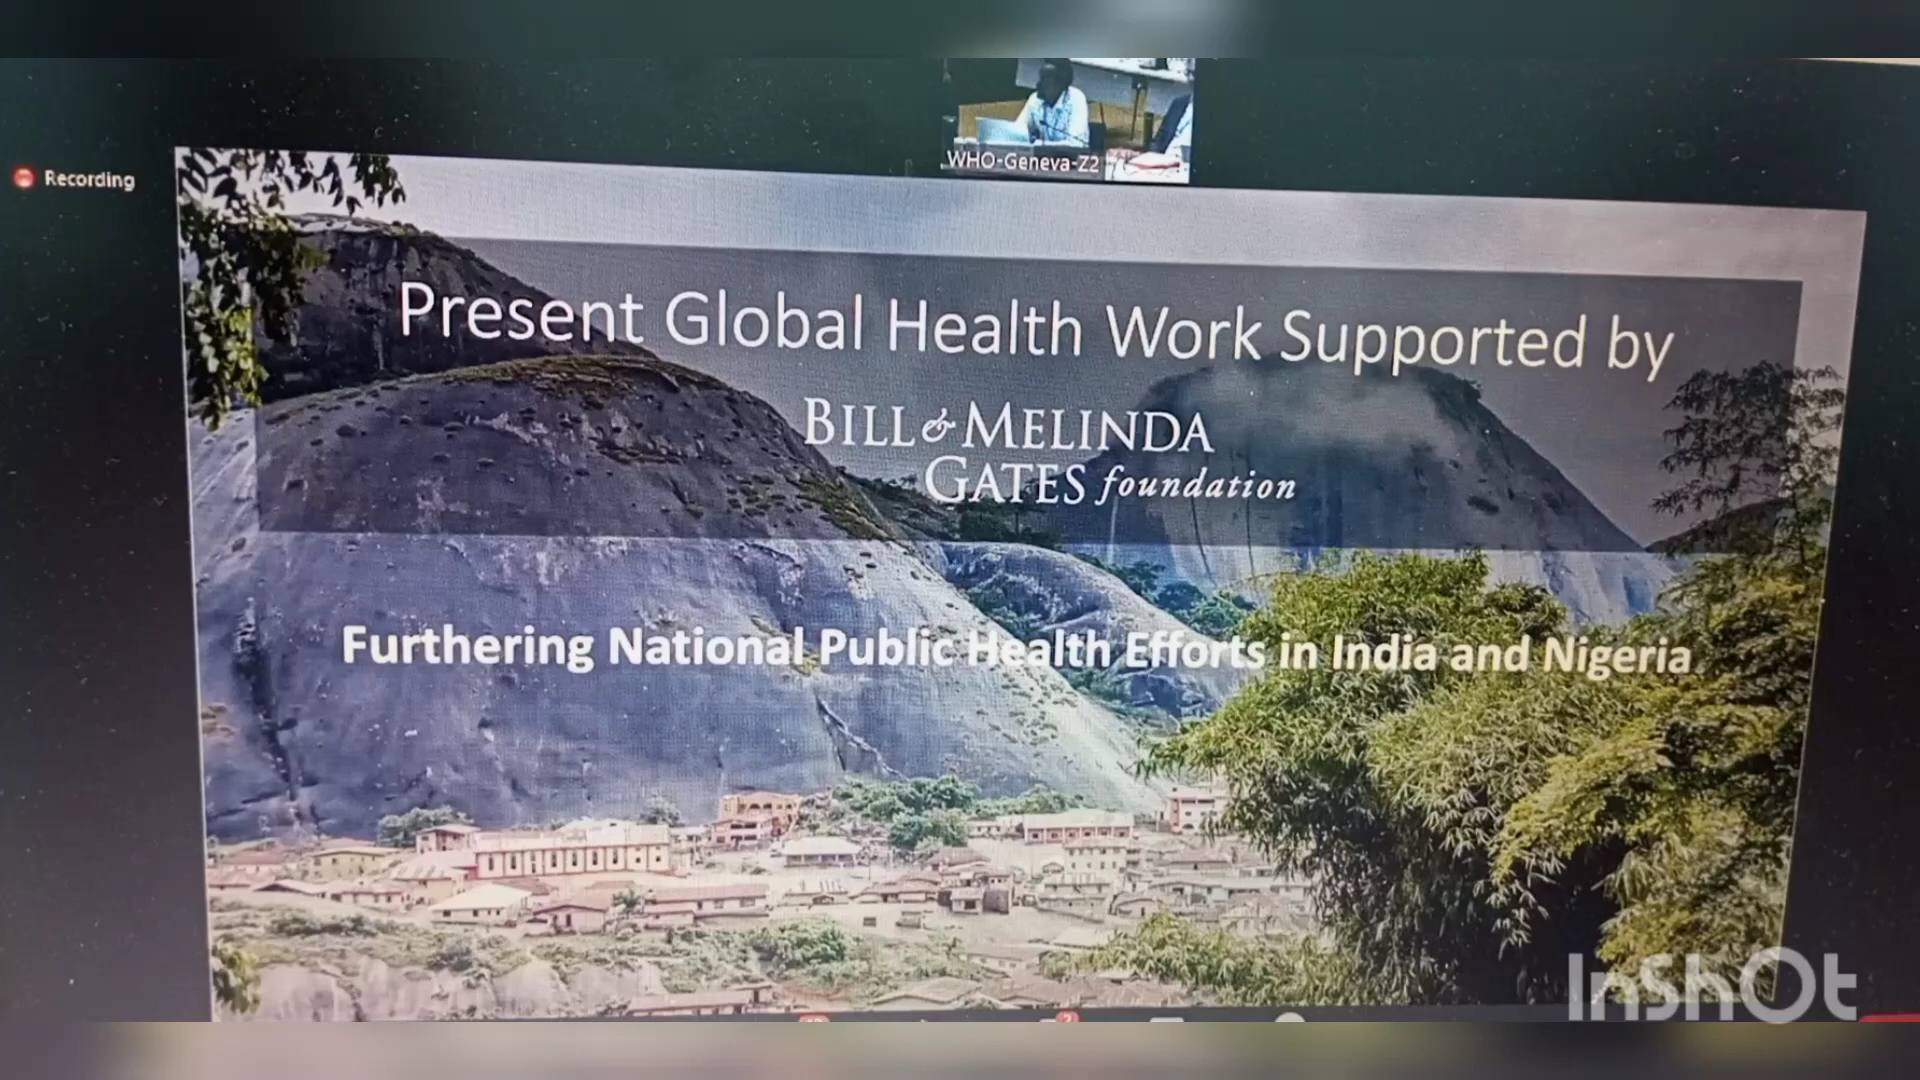 WHO-Geneva-Z2
Recording
Present Global Health Work Supported by
BILL & MELINDA
GATES foundation
Furthering National Public Health Efforts in India and Nigeria
InShOt